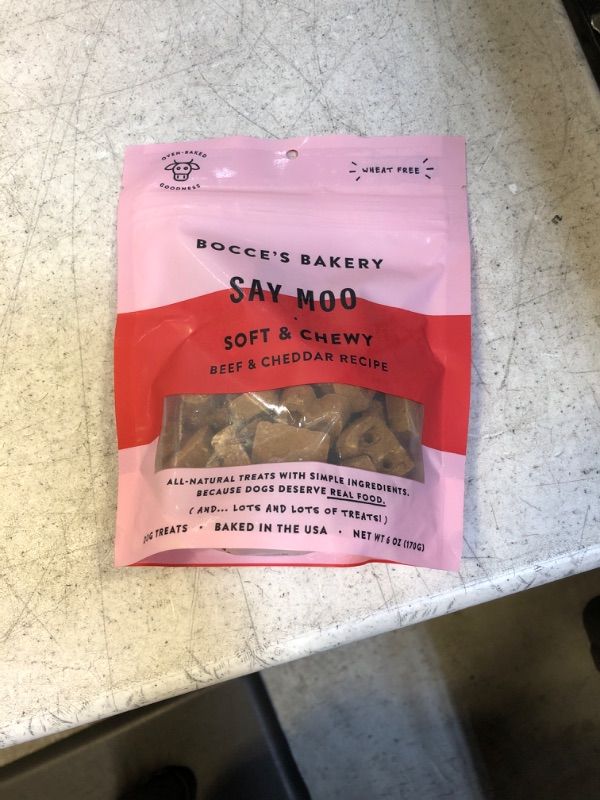 OVEN-BAKED
GOODNESS
WHEAT FREE
BOCCE'S BAKERY
SAY MOO
SOFT & CHEWY
BEEF & CHEDDAR RECIPE
ALL-NATURAL TREATS WITH SIMPLE INGREDIENTS.
BECAUSE DOGS DESERVE REAL FOOD.
(AND... LOTS AND LOTS OF TREATS!)
DOG TREATS • BAKED IN THE USA • NET WT 6 OZ (170G)